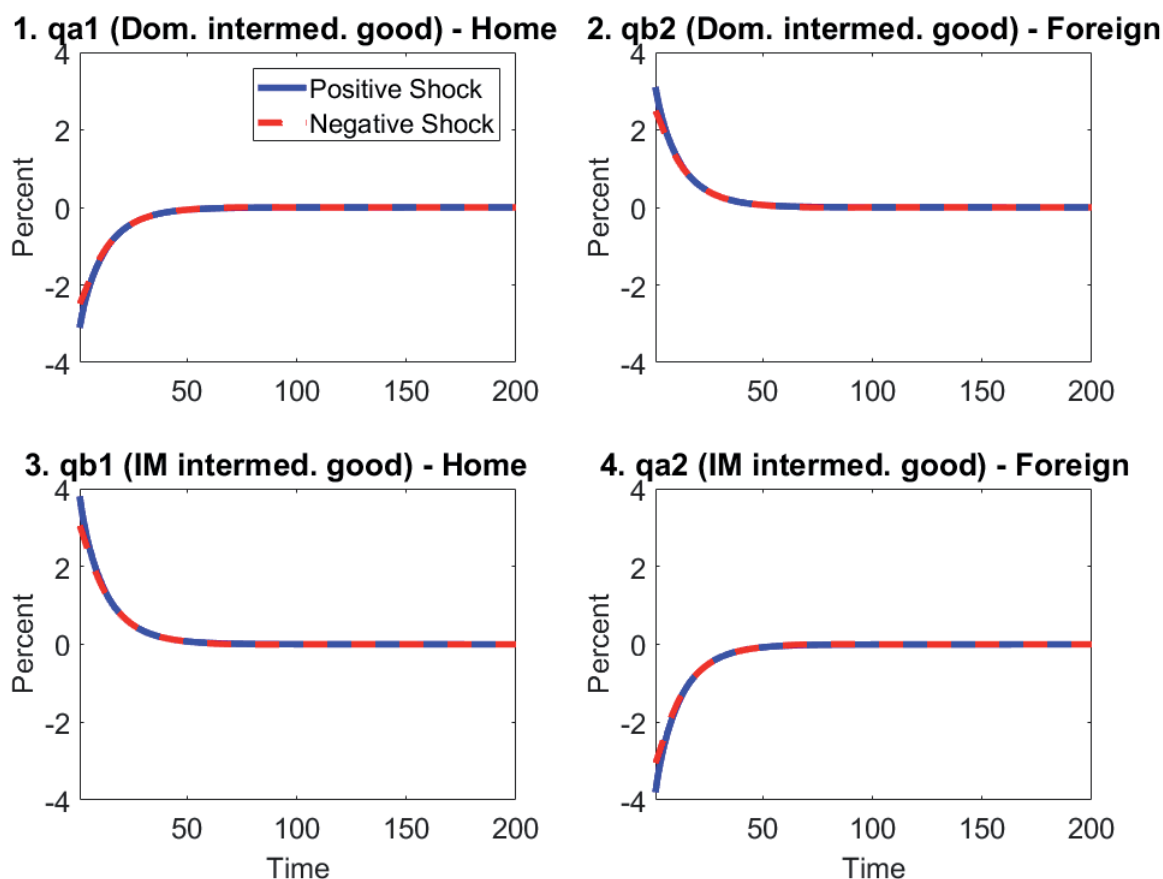 1. qa1 (Dom. intermed. good) - Home
4
2
0
-2
-4
Percent
Positive Shock
Negative Shock
50 100 150 200
2. qb2 (Dom. intermed. good) - Foreign
4
2
0
-2
-4
Percent
50 100 150 200
3. qb1 (IM intermed. good) - Home
4
2
0
-2
-4
Percent
50 100 150 200
Time
4. qa2 (IM intermed. good) - Foreign
4
2
0
-2
-4
Percent
50 100 150 200
Time